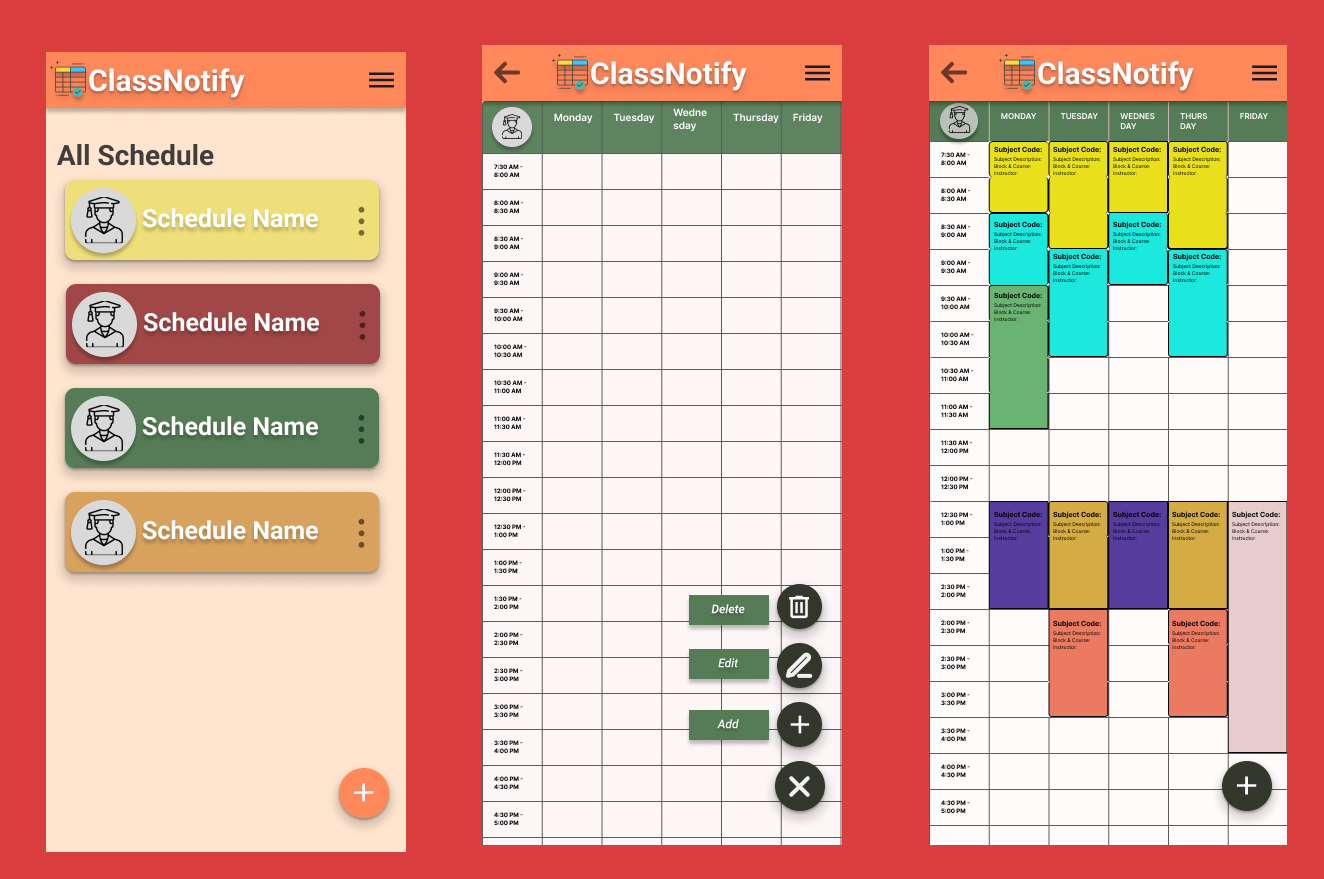 ClassNotify
All Schedule
Schedule Name
Schedule Name
Schedule Name
Schedule Name
ClassNotify
Monday
Tuesday
Wedne
sday
Thursday
Friday
7:30 AM -
8:00 AM
8:00 AM -
8:30 AM
8:30 AM -
9:00 AM
9:00 AM -
9:30 AM
9:30 AM -
10:00 AM
10:00 AM -
10:30 AM
10:30 AM -
11:00 AM
11:00 AM -
11:30 AM
11:30 AM -
12:00 PM
12:00 PM -
12:30 PM
12:30 PM -
1:00 PM
1:00 PM -
1:30 PM
1:30 PM -
2:00 PM
2:00 PM -
2:30 PM
2:30 PM -
3:00 PM
3:00 PM -
3:30 PM
3:30 PM -
4:00 PM
4:00 PM -
4:30 PM
4:30 PM -
5:00 PM
Delete
Edit
Add
ClassNotify
MONDAY
TUESDAY
WEDNES
DAY
THURS
DAY
FRIDAY
7:30 AM -
8:00 AM
8:00 AM -
8:30 AM
8:30 AM -
9:00 AM
9:00 AM -
9:30 AM
9:30 AM -
10:00 AM
10:00 AM -
10:30 AM
10:30 AM -
11:00 AM
11:00 AM -
11:30 AM
11:30 AM -
12:00 PM
12:00 PM -
12:30 PM
12:30 PM -
1:00 PM
1:00 PM -
1:30 PM
2:30 PM -
2:00 PM
2:00 PM -
2:30 PM
2:30 PM -
3:00 PM
3:00 PM -
3:30 PM
3:30 PM -
4:00 PM
4:00 PM -
4:30 PM
4:30 PM -
5:00 PM
Subject Code:
Subject Description:
Block & Course:
Instructor:
Subject Code:
Subject Description:
Block & Course:
Instructor:
Subject Code:
Subject Description:
Block & Course:
Instructor:
Subject Code:
Subject Description:
Block & Course:
Instructor:
Subject Code:
Subject Description:
Block & Course:
Instructor:
Subject Code:
Subject Description:
Block & Course:
Instructor:
Subject Code:
Subject Description:
Block & Course:
Instructor:
Subject Code:
Subject Description:
Block & Course:
Instructor:
Subject Code:
Subject Description:
Block & Course:
Instructor:
Subject Code:
Subject Description:
Block & Course:
Instructor:
Subject Code:
Subject Description:
Block & Course:
Instructor:
Subject Code:
Subject Description:
Block & Course:
Instructor:
Subject Code:
Subject Description:
Block & Course:
Instructor:
Subject Code:
Subject Description:
Block & Course:
Instructor:
Subject Code:
Subject Description:
Block & Course:
Instructor:
Subject Code:
Subject Description:
Block & Course:
Instructor: